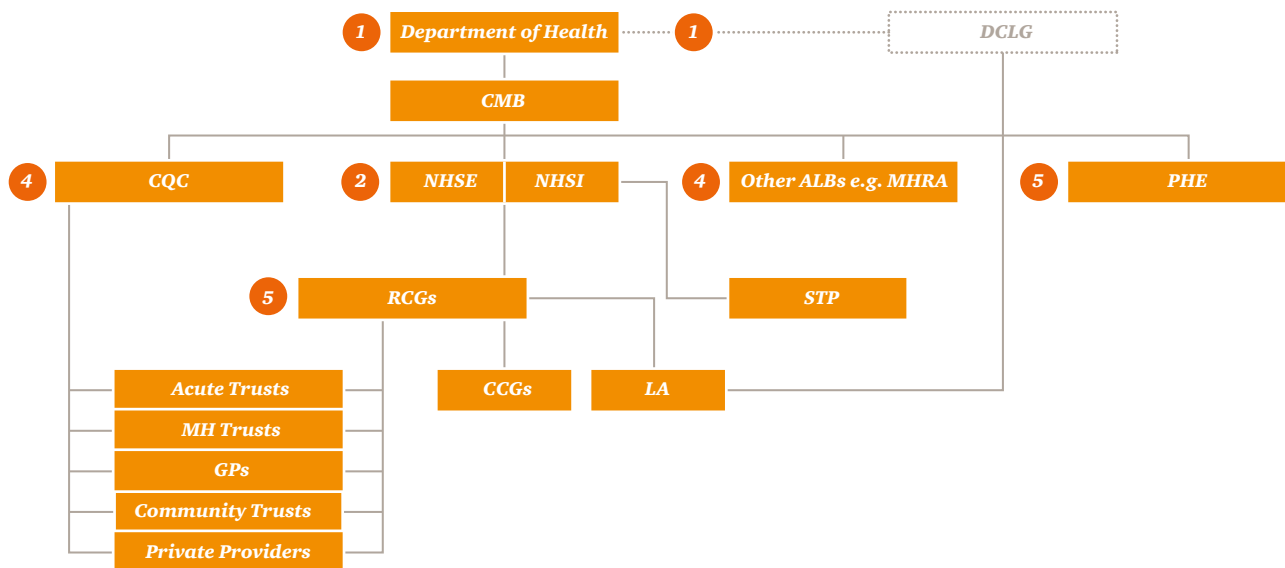 1
Department of Health
1
DCLG
CMB
4
CQC
2
NHSE
NHSI
4
Other ALBs e.g. MHRA
5
PHE
5
RCGs
STP
Acute Trusts
CCGs
LA
MH Trusts
GPs
Community Trusts
Private Providers